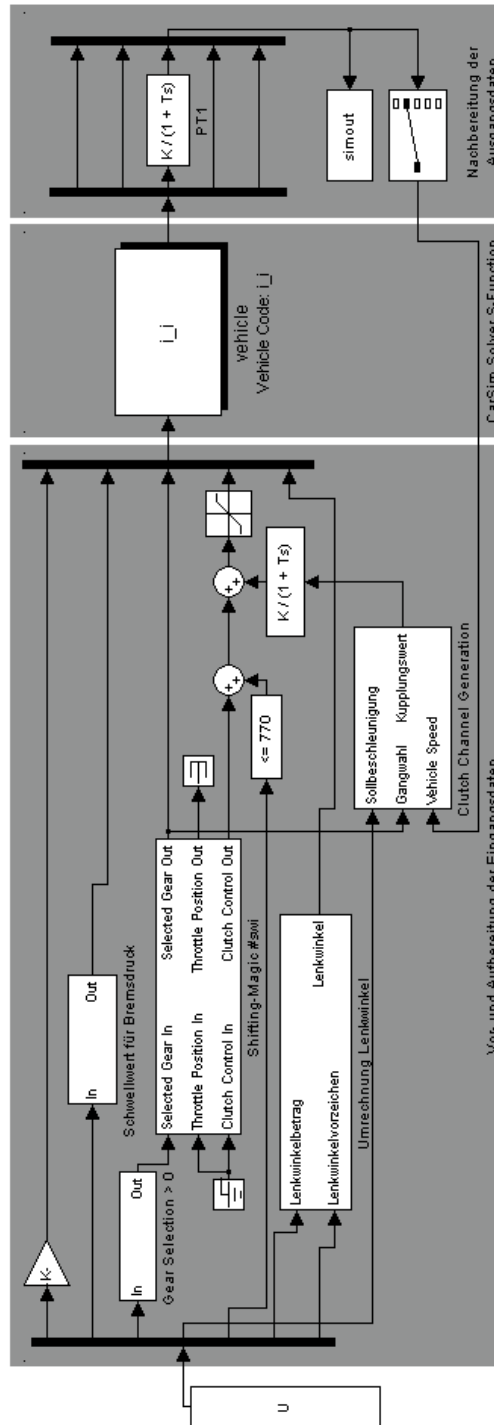 U
K-
In
Out
Schwellwert für Bremsdruck
In
Out
Gear Selection > 0
Selected Gear In
Selected Gear Out
Throttle Position In
Throttle Position Out
Clutch Control In
Clutch Control Out
Shifting-Magic #swi
<= 770
K / (1 + Ts)
Lenkwinkelbetrag
Lenkwinkel
Lenkwinkelvorzeichen
Umrechnung Lenkwinkel
Sollbeschleunigung
Gangwahl
Kupplungswert
Vehicle Speed
Clutch Channel Generation
Vor- und Aufbereitung der Eingangsdaten
i_i
vehicle
Vehicle Code: i_i
CarSim Solver S-Function
K / (1 + Ts)
PT1
simout
Nachbereitung der
Ausgangsdaten